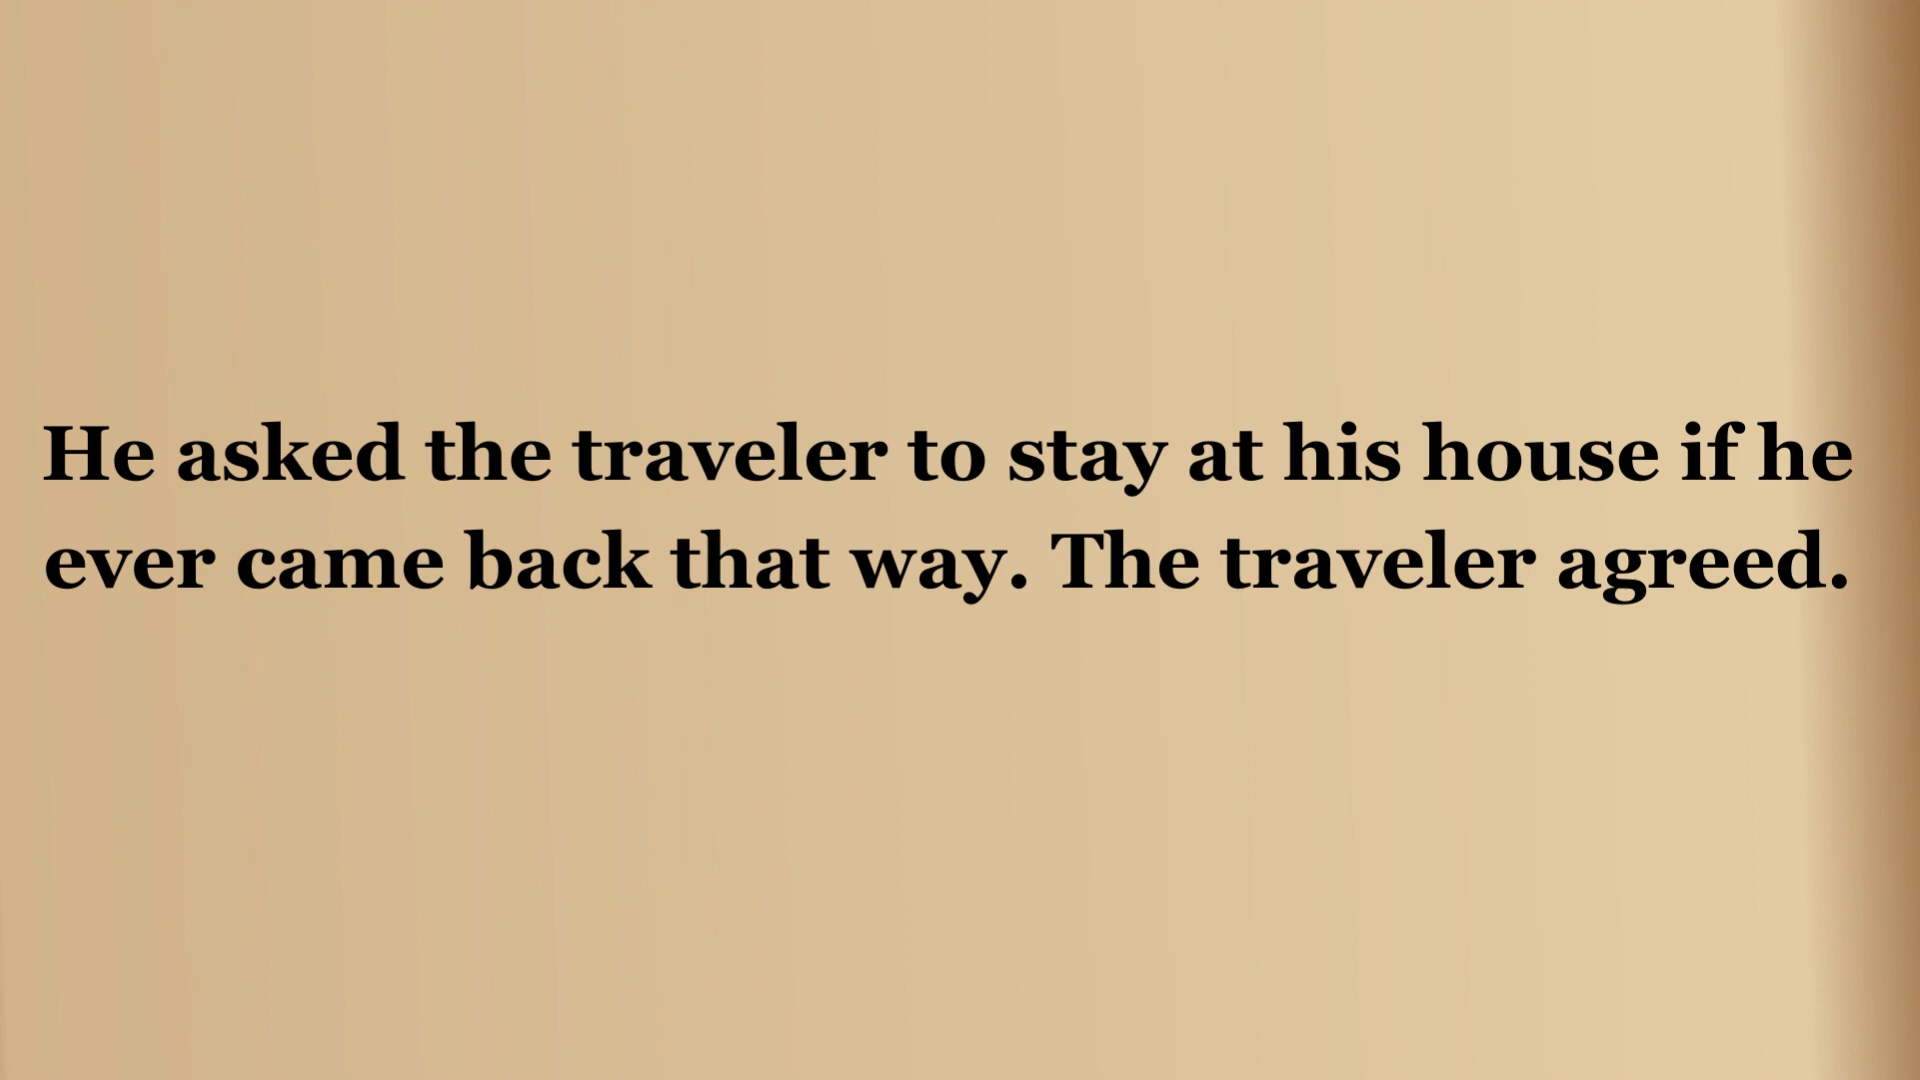 He asked the traveler to stay at his house if he
ever came back that way. The traveler agreed.